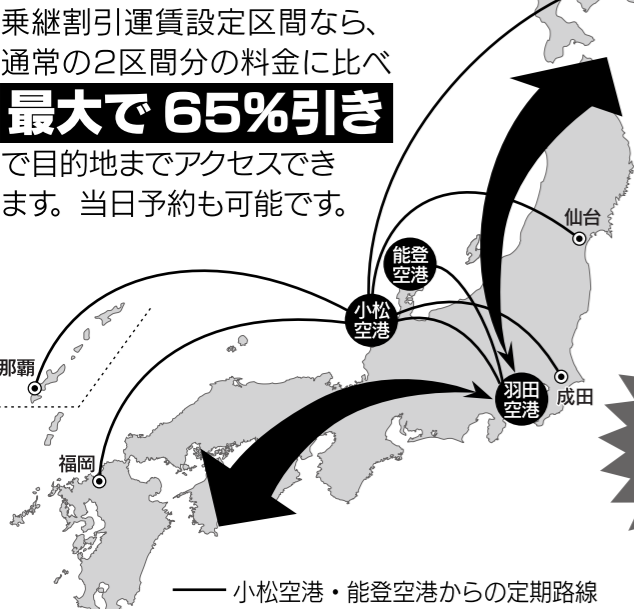 乗継割引運賃設定区間なら、
通常の2区間分の料金に比べ
最大で 65%引き
で目的地までアクセスでき
ます。当日予約も可能です。
仙台
能登
空港
小松
空港
那覇
羽田
空港
成田
福岡
小松空港・能登空港からの定期路線